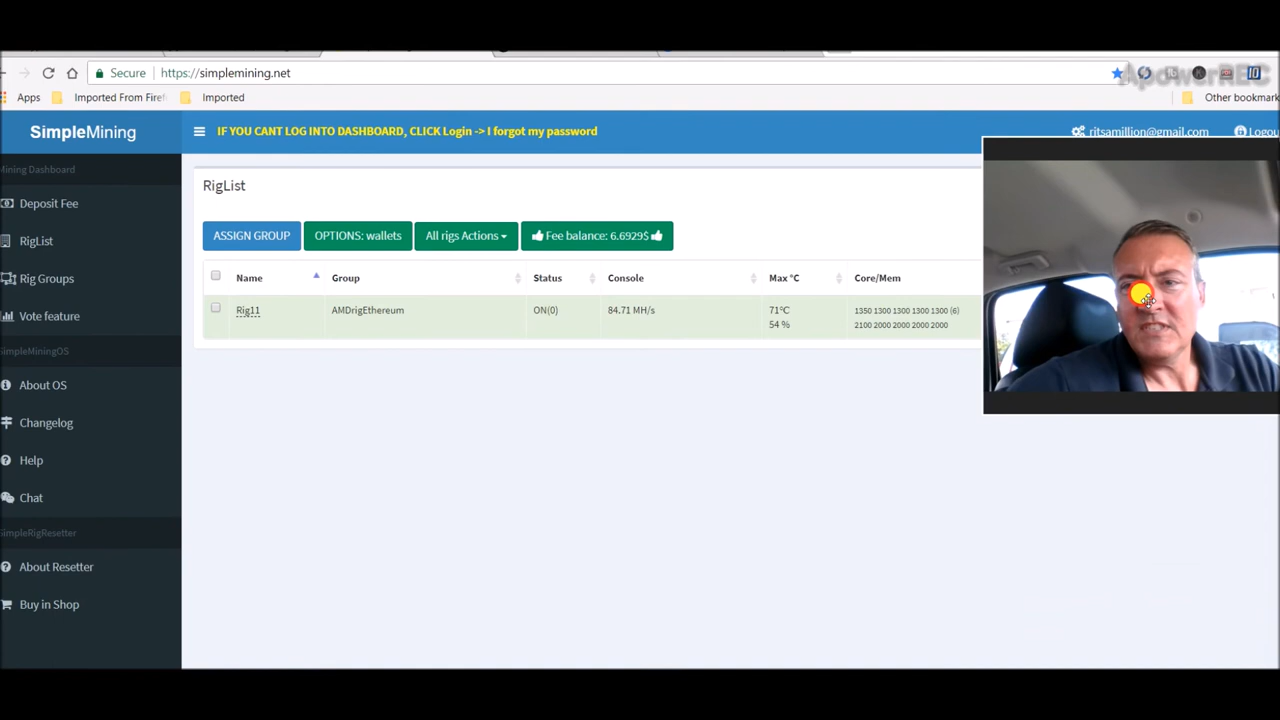 Secure https://simplemining.net
ApowerREC
Apps Imported From Firef Imported Other bookmark
SimpleMining IF YOU CANT LOG INTO DASHBOARD, CLICK Login -> I forgot my password ritsamillion@gmail.com Logou
Mining Dashboard
Deposit Fee
RigList
Rig Groups
Vote feature
SimpleMiningOS
About OS
Changelog
Help
Chat
SimpleRigResetter
About Resetter
Buy in Shop
RigList
ASSIGN GROUP OPTIONS: wallets All rigs Actions Fee balance: 6.6929$
Name Group Status Console Max °C Core/Mem
Rig11 AMDrigEthereum ON(0) 84.71 MH/s 71°C 1350 1300 1300 1300 1300 (6)
54 % 2100 2000 2000 2000 2000